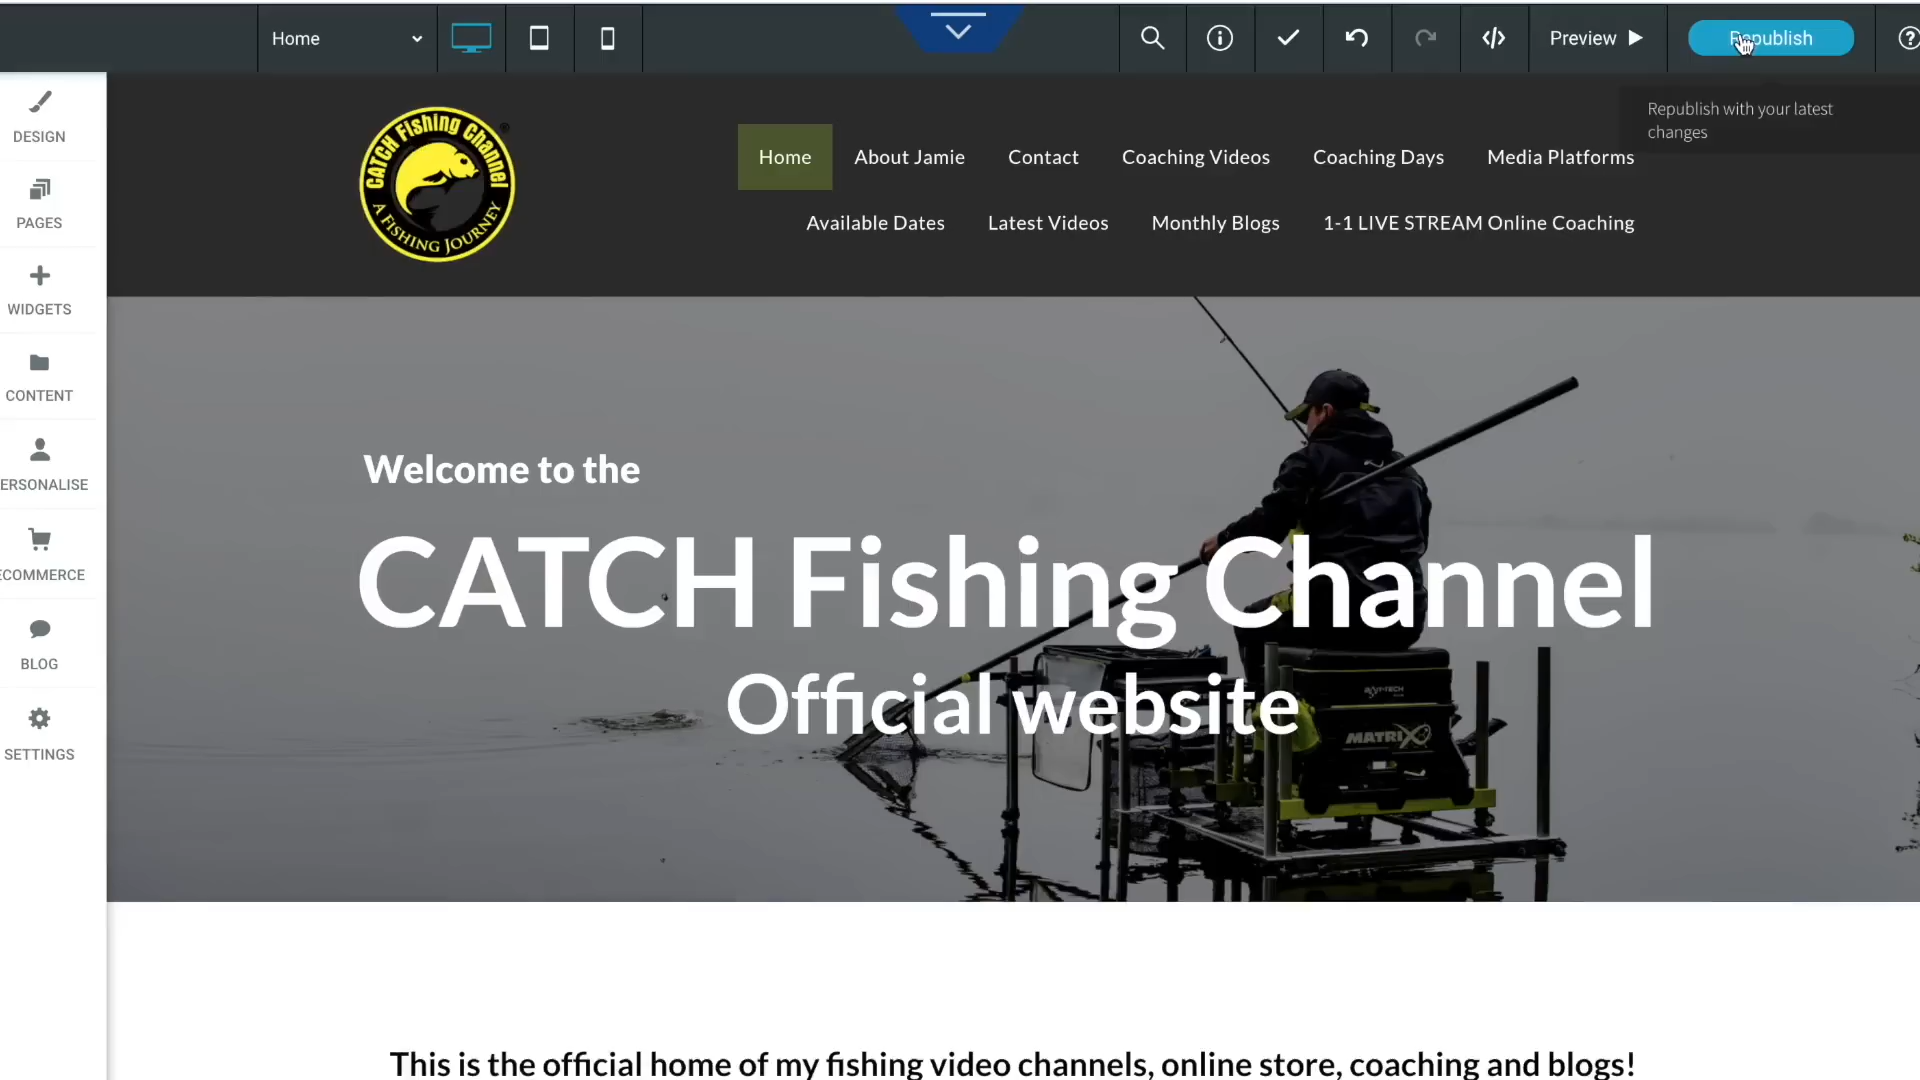 Home
Preview
Republish
Republish with your latest
changes
DESIGN
PAGES
WIDGETS
CONTENT
ERSONALISE
ECOMMERCE
BLOG
SETTINGS
CATCH Fishing Channel
A FISHING JOURNEY
Home About Jamie Contact Coaching Videos Coaching Days Media Platforms
Available Dates Latest Videos Monthly Blogs 1-1 LIVE STREAM Online Coaching
Welcome to the
CATCH Fishing Channel
Official website
MATRIX
This is the official home of my fishing video channels, online store, coaching and blogs!